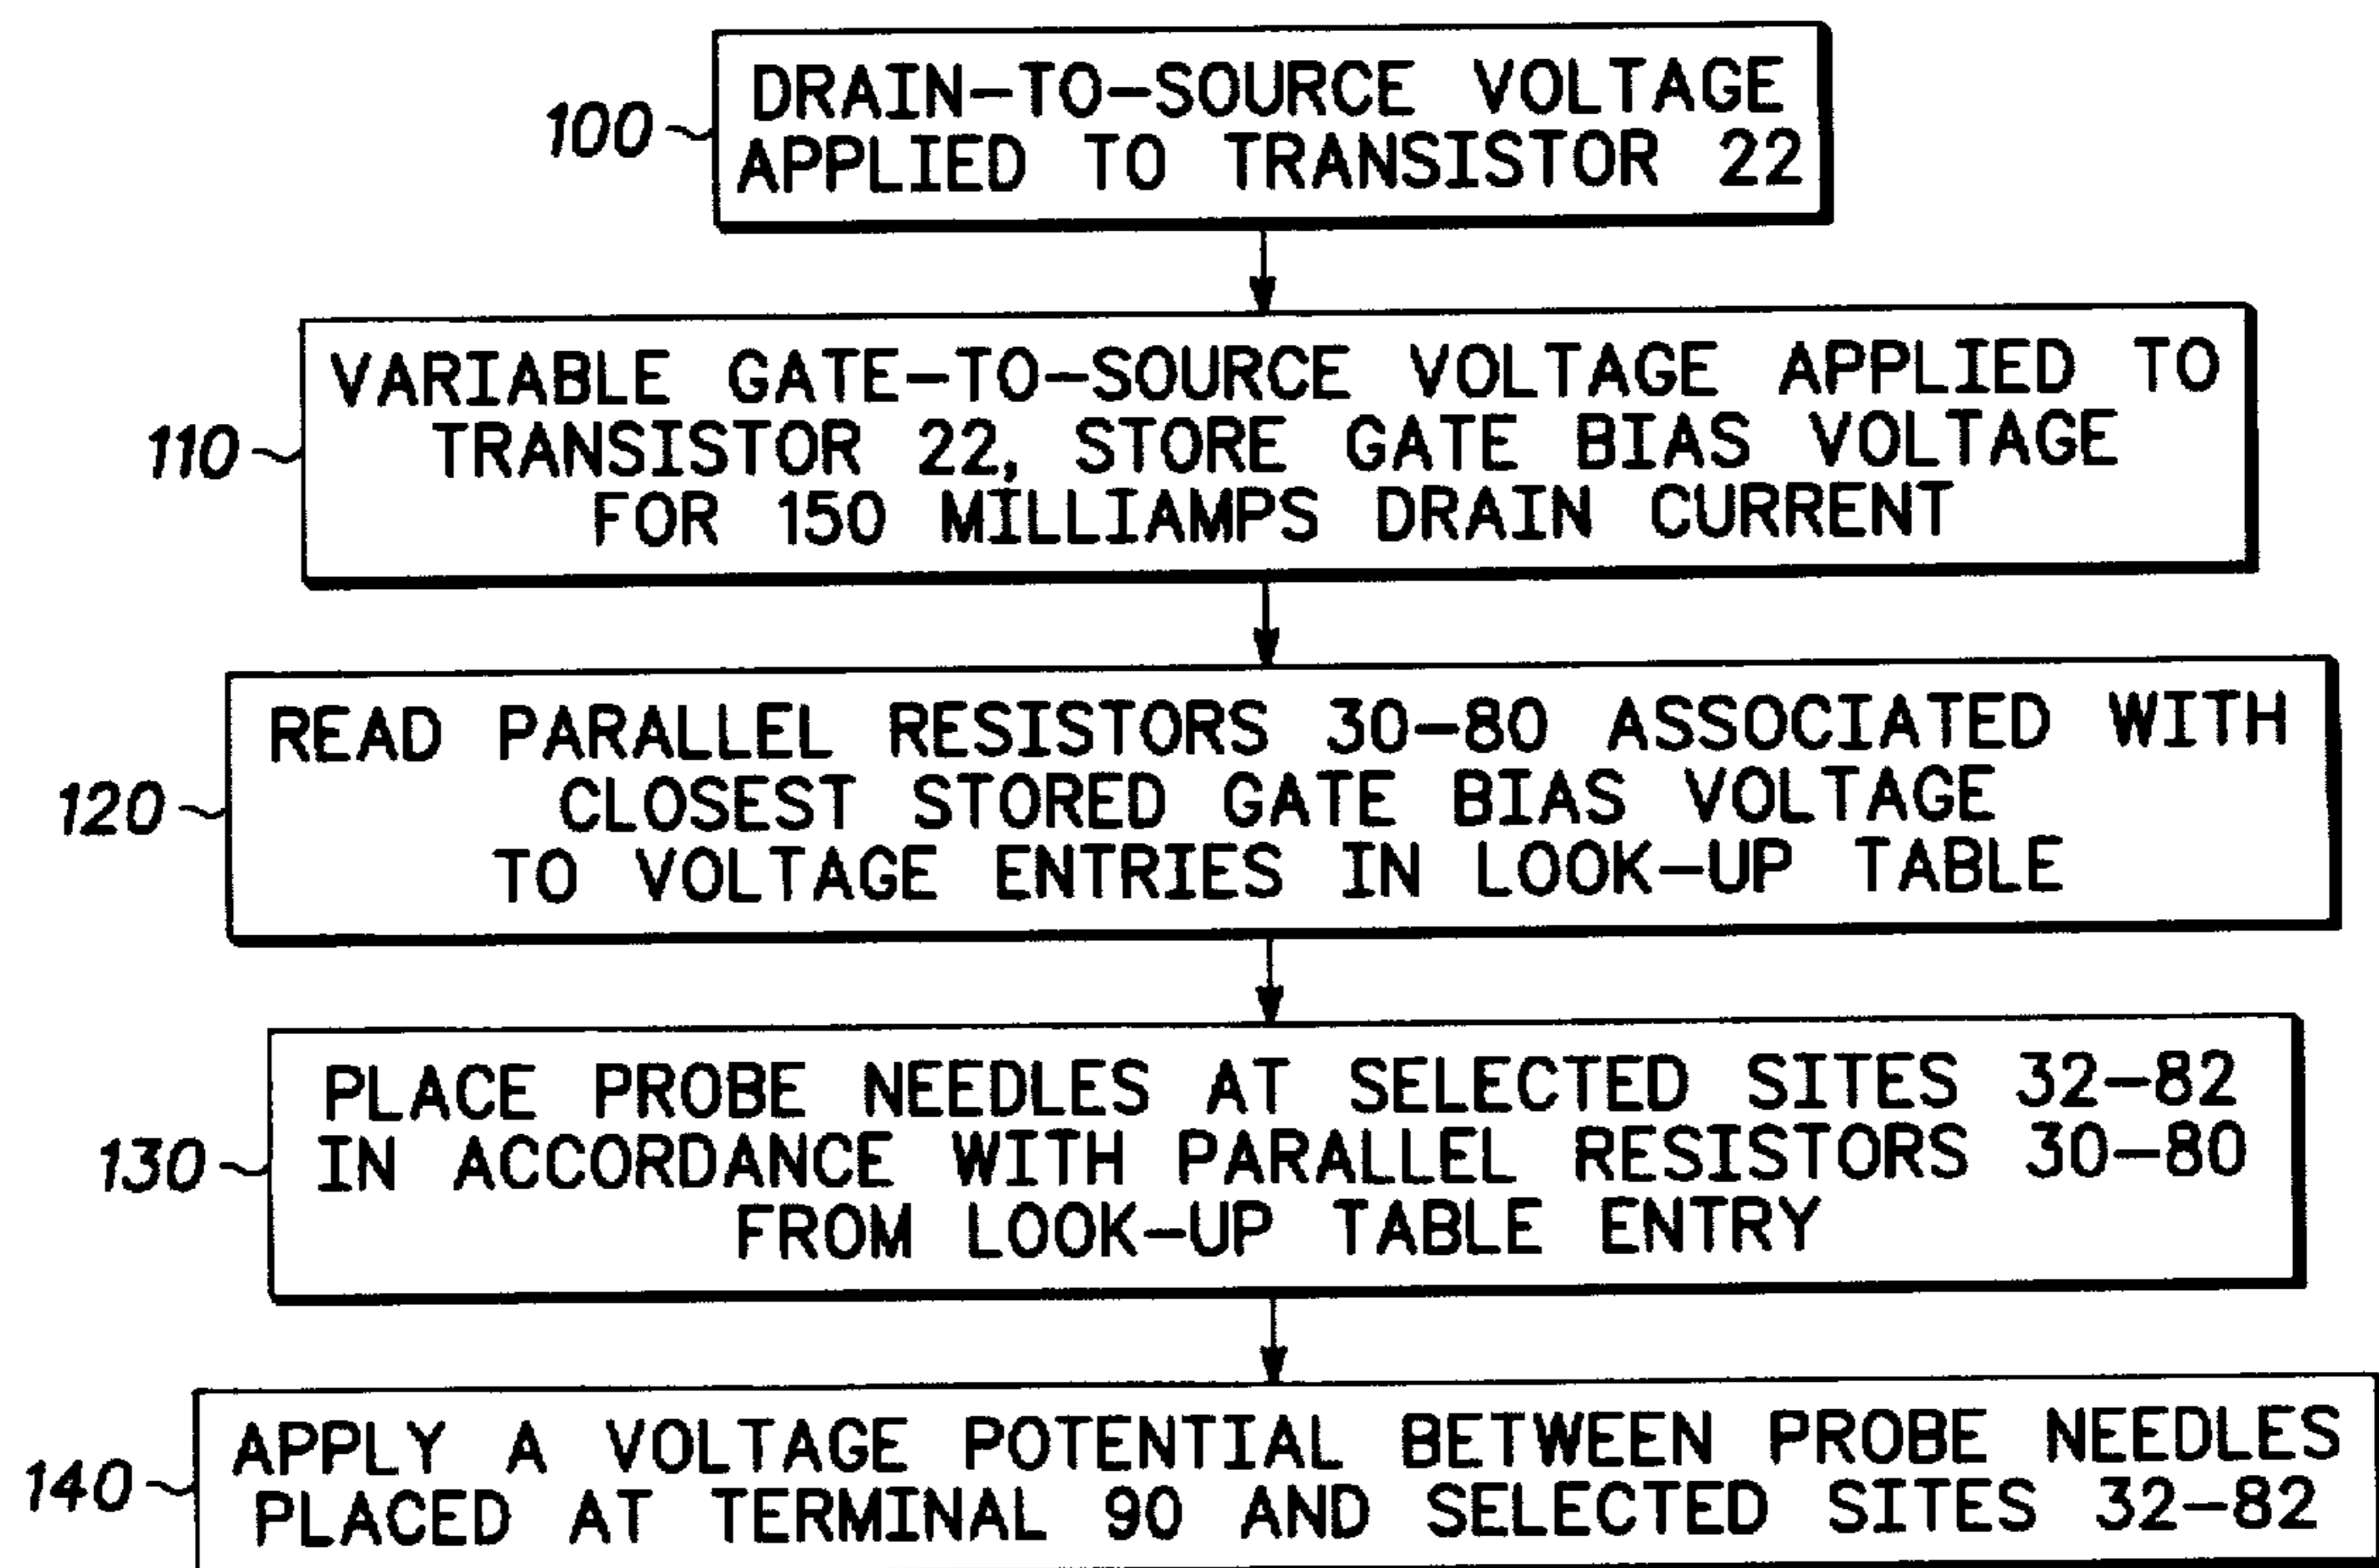 DRAIN-TO-SOURCE VOLTAGE
100 APPLIED TO TRANSISTOR 22
VARIABLE GATE-TO-SOURCE VOLTAGE APPLIED TO
110 TRANSISTOR 22, STORE GATE BIAS VOLTAGE
FOR 150 MILLIAMPS DRAIN CURRENT
READ PARALLEL RESISTORS 30-80 ASSOCIATED WITH
120 CLOSEST STORED GATE BIAS VOLTAGE
TO VOLTAGE ENTRIES IN LOOK-UP TABLE
PLACE PROBE NEEDLES AT SELECTED SITES 32-82
130 IN ACCORDANCE WITH PARALLEL RESISTORS 30-80
FROM LOOK-UP TABLE ENTRY
APPLY A VOLTAGE POTENTIAL BETWEEN PROBE NEEDLES
140 PLACED AT TERMINAL 90 AND SELECTED SITES 32-82